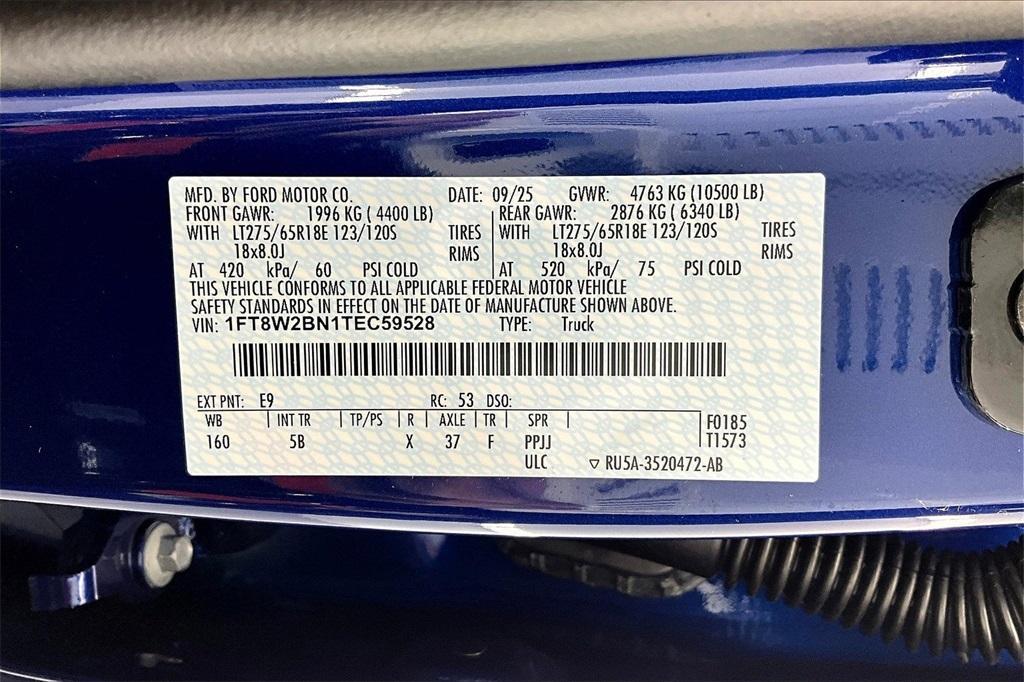 MFD. BY FORD MOTOR CO. DATE: 09/25 GVWR: 4763 KG (10500 LB)
FRONT GAWR: 1996 KG ( 4400 LB) REAR GAWR: 2876 KG ( 6340 LB)
WITH LT275/65R18E 123/120S TIRES WITH LT275/65R18E 123/120S TIRES
18x8.0J RIMS 18x8.0J RIMS
AT 420 kPa/ 60 PSI COLD AT 520 kPa/ 75 PSI COLD
THIS VEHICLE CONFORMS TO ALL APPLICABLE FEDERAL MOTOR VEHICLE
SAFETY STANDARDS IN EFFECT ON THE DATE OF MANUFACTURE SHOWN ABOVE.
VIN: 1FT8W2BN1TEC59528 TYPE: Truck
EXT PNT: E9 RC: 53 DSO:
WB | INT TR | TP/PS | R | AXLE | TR | SPR | F0185
160 5B X 37 F PPJJ T1573
ULC ▽ RU5A-3520472-AB